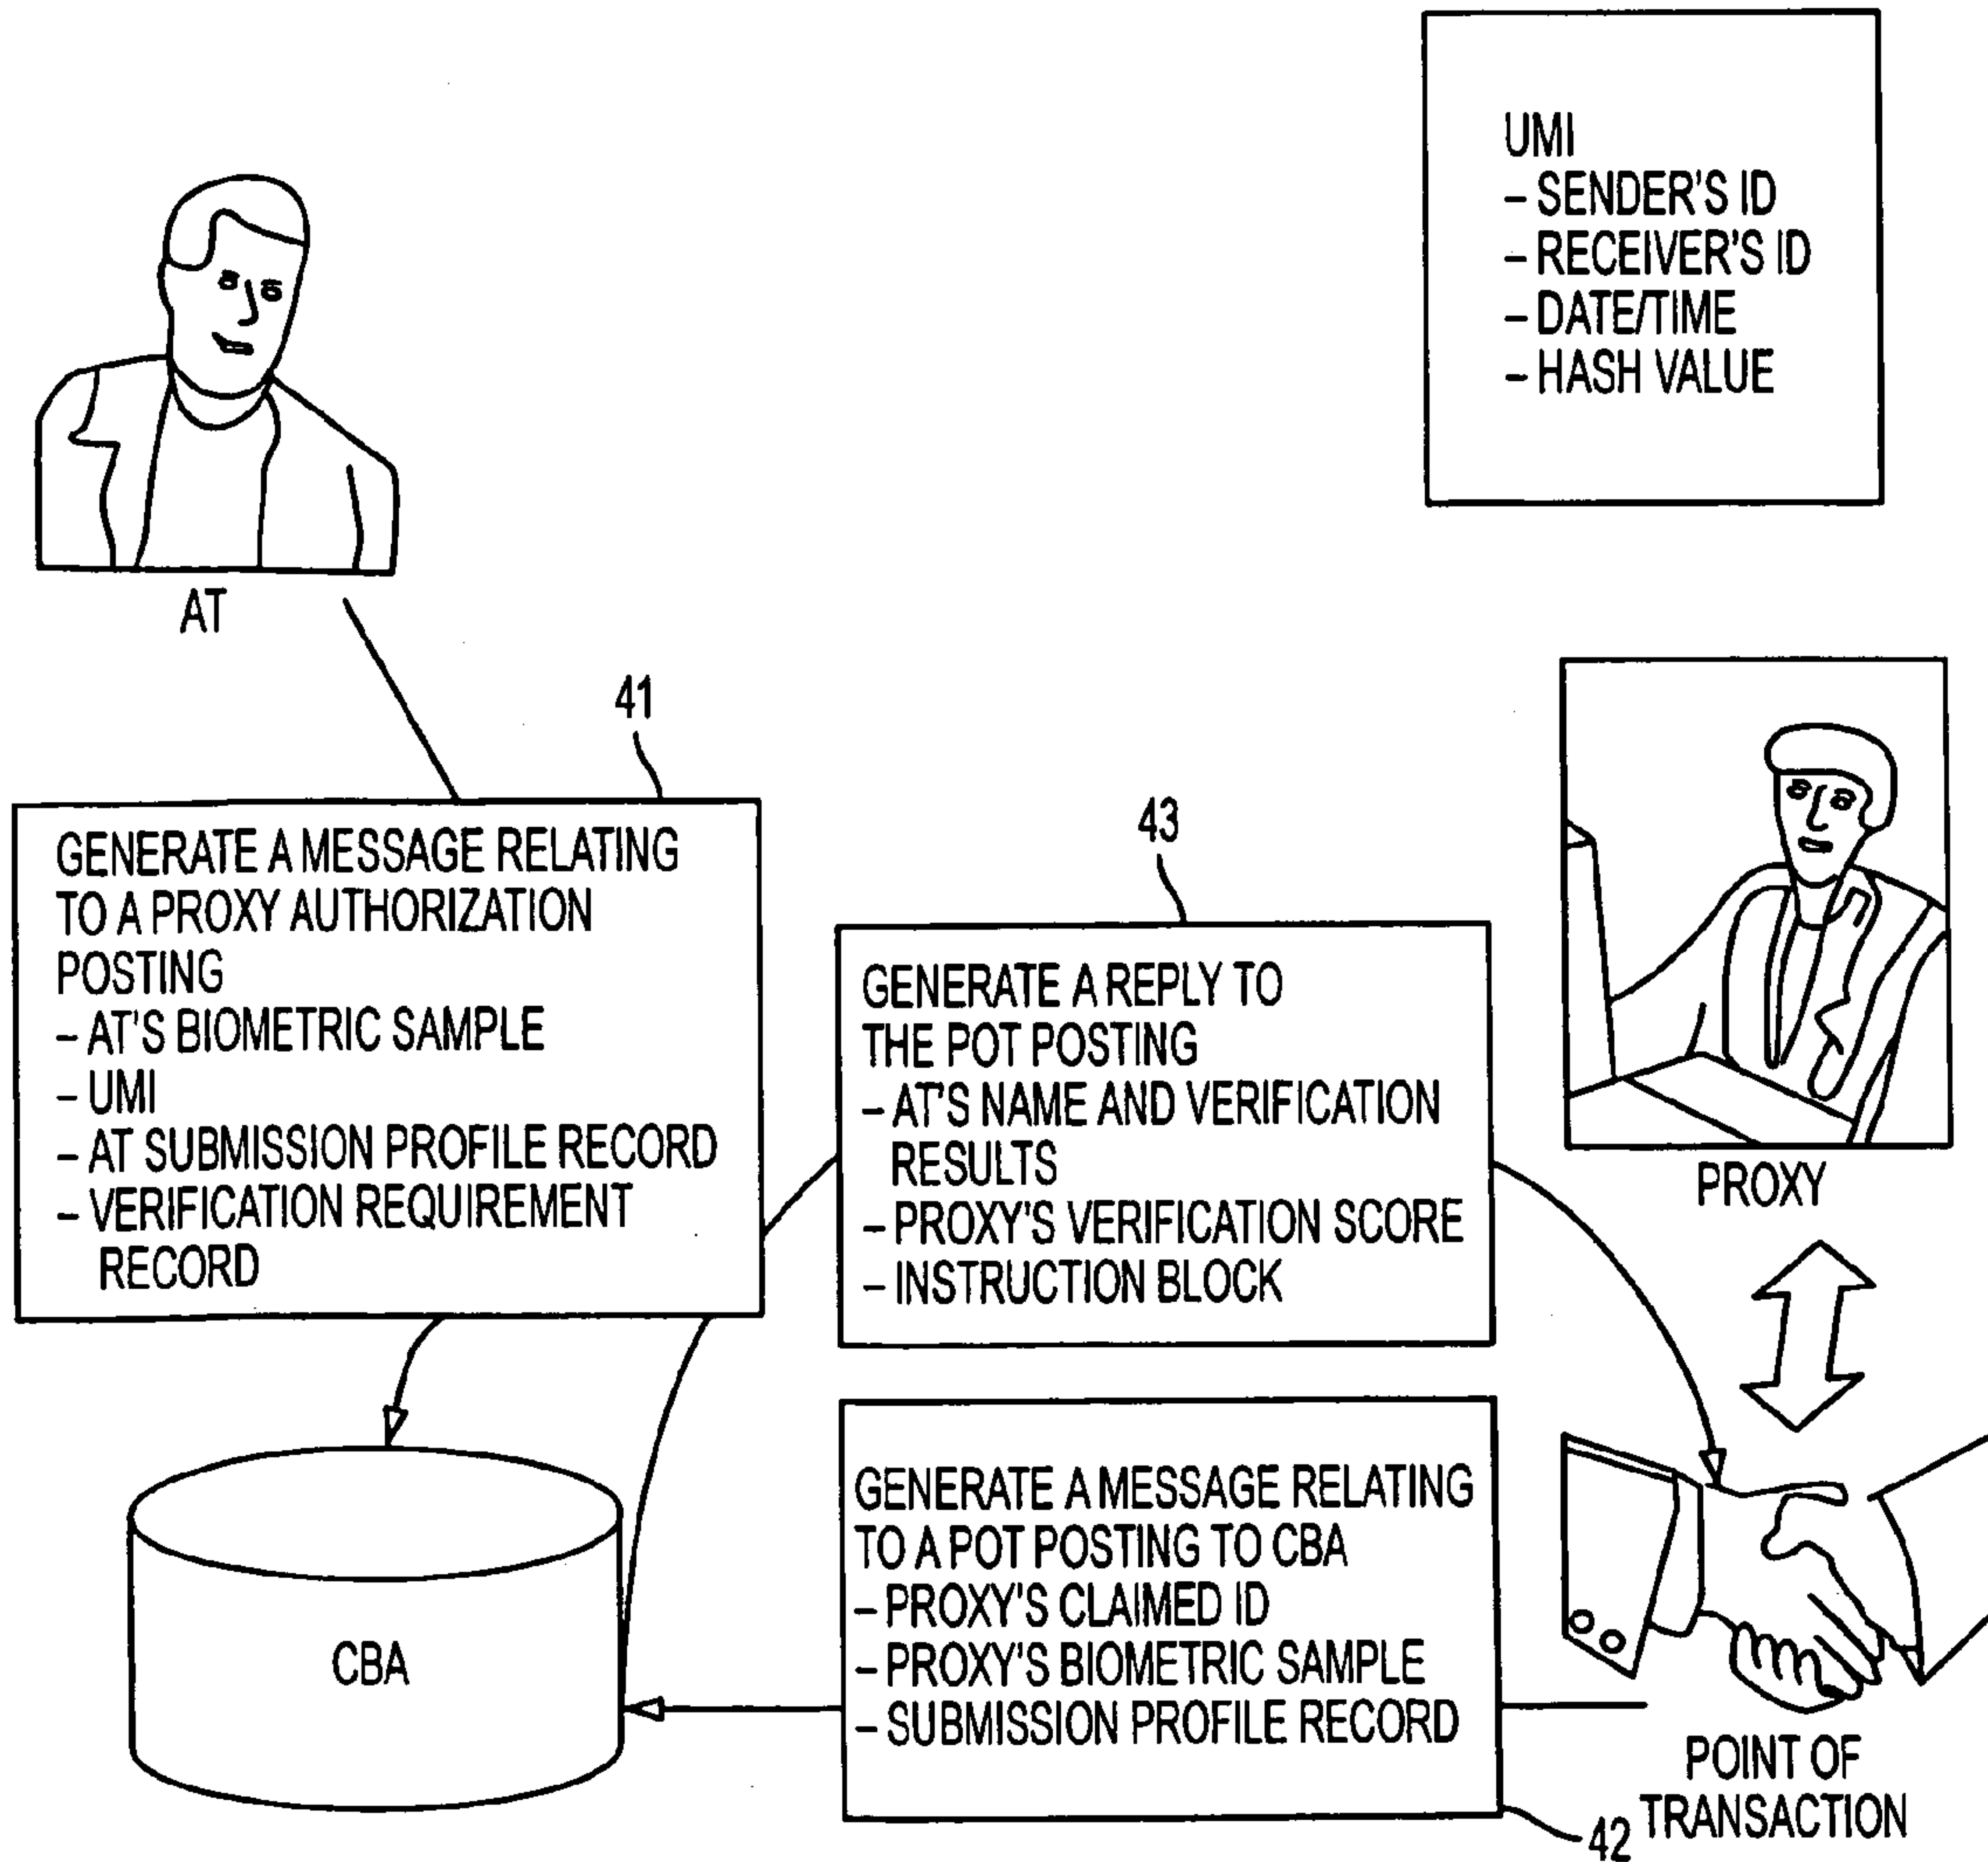 UMI
– SENDER'S ID
– RECEIVER'S ID
– DATE/TIME
– HASH VALUE
AT
41
GENERATE A MESSAGE RELATING
TO A PROXY AUTHORIZATION
POSTING
– AT'S BIOMETRIC SAMPLE
– UMI
– AT SUBMISSION PROFILE RECORD
– VERIFICATION REQUIREMENT
RECORD
43
GENERATE A REPLY TO
THE POT POSTING
– AT'S NAME AND VERIFICATION
RESULTS
– PROXY'S VERIFICATION SCORE
– INSTRUCTION BLOCK
PROXY
CBA
GENERATE A MESSAGE RELATING
TO A POT POSTING TO CBA
– PROXY'S CLAIMED ID
– PROXY'S BIOMETRIC SAMPLE
– SUBMISSION PROFILE RECORD
42
POINT OF
TRANSACTION